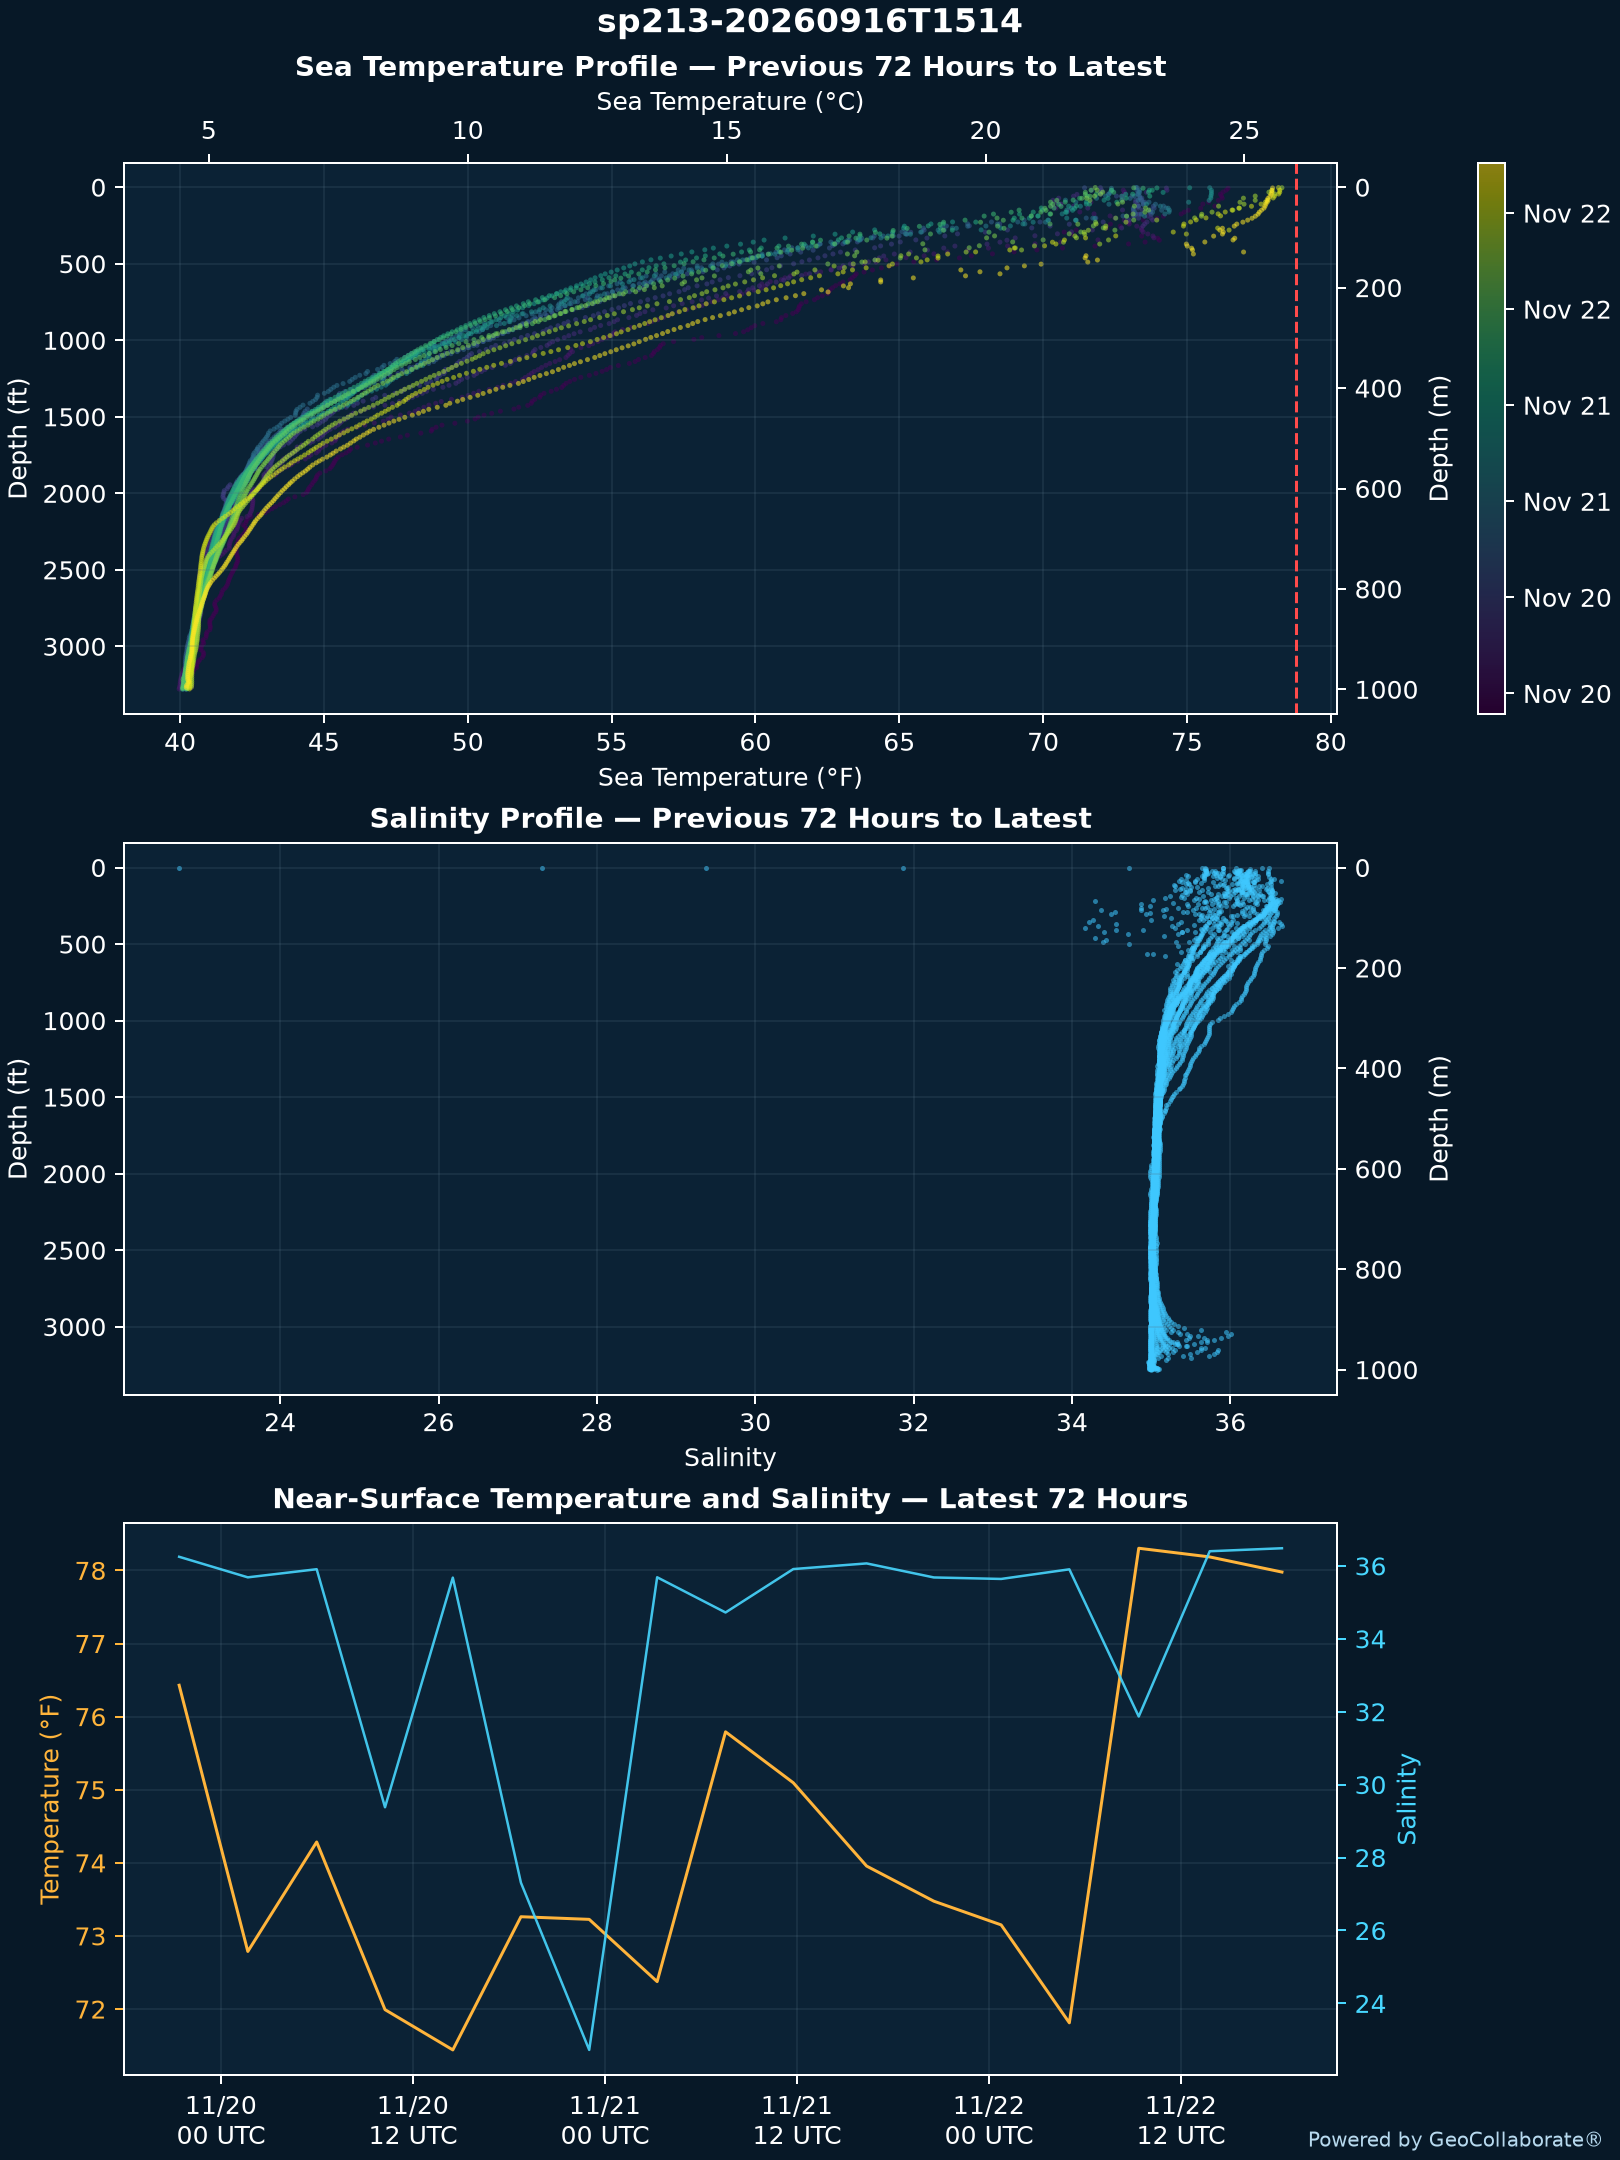 sp213-20260916T1514
Sea Temperature Profile — Previous 72 Hours to Latest
Sea Temperature (°C)
5 10 15 20 25
0 500 1000 1500 2000 2500 3000
Depth (ft)
0 200 400 600 800 1000
Depth (m)
Nov 22
Nov 22
Nov 21
Nov 21
Nov 20
Nov 20
40 45 50 55 60 65 70 75 80
Sea Temperature (°F)
Salinity Profile — Previous 72 Hours to Latest
0 500 1000 1500 2000 2500 3000
Depth (ft)
0 200 400 600 800 1000
Depth (m)
24 26 28 30 32 34 36
Salinity
Near-Surface Temperature and Salinity — Latest 72 Hours
78 77 76 75 74 73 72
Temperature (°F)
36 34 32 30 28 26 24
Salinity
11/20 11/20 11/21 11/21 11/22 11/22
00 UTC 12 UTC 00 UTC 12 UTC 00 UTC 12 UTC
Powered by GeoCollaborate®